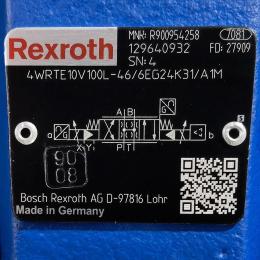 Rexroth
MNR: R900954258 7081
129640932 FD: 27909
SN: 4
4WRTE10V100L-46/6EG24K31/A1M
A B
a G G b
X Y P T
90
80
Bosch Rexroth AG D-97816 Lohr
Made in Germany